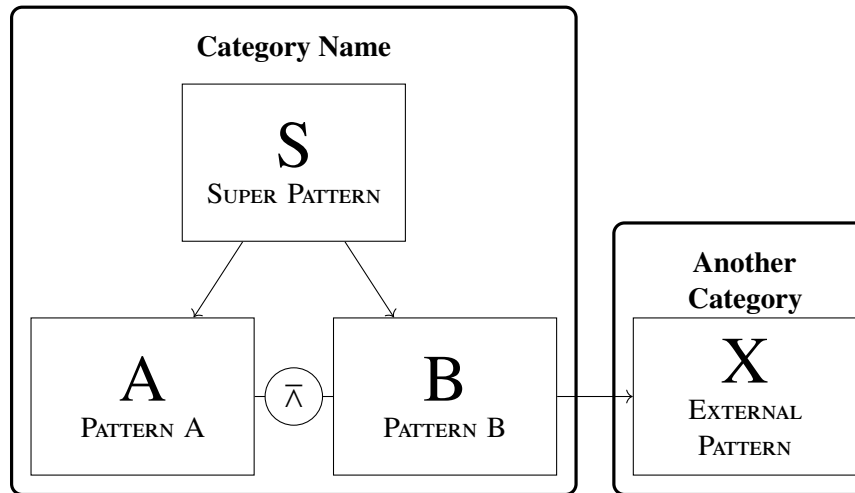 Category Name
S
SUPER PATTERN
Another
Category
A
PATTERN A
⊼
B
PATTERN B
X
EXTERNAL
PATTERN